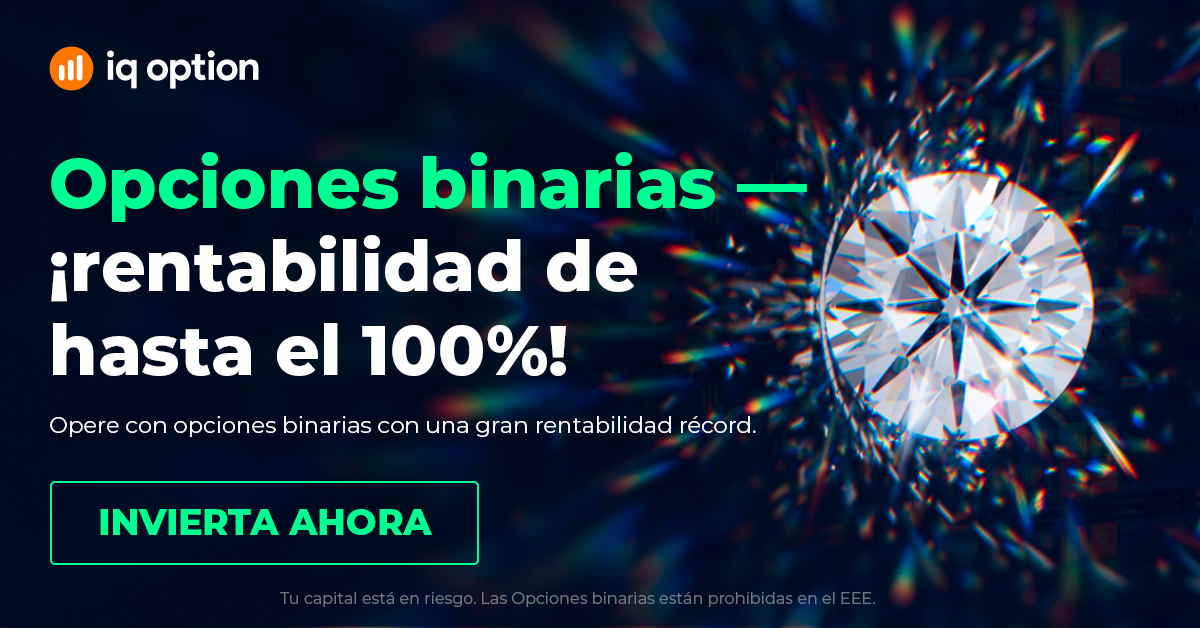 iq option
Opciones binarias —
¡rentabilidad de
hasta el 100%!
Opere con opciones binarias con una gran rentabilidad récord.
INVIERTA AHORA
Tu capital está en riesgo. Las Opciones binarias están prohibidas en el EEE.